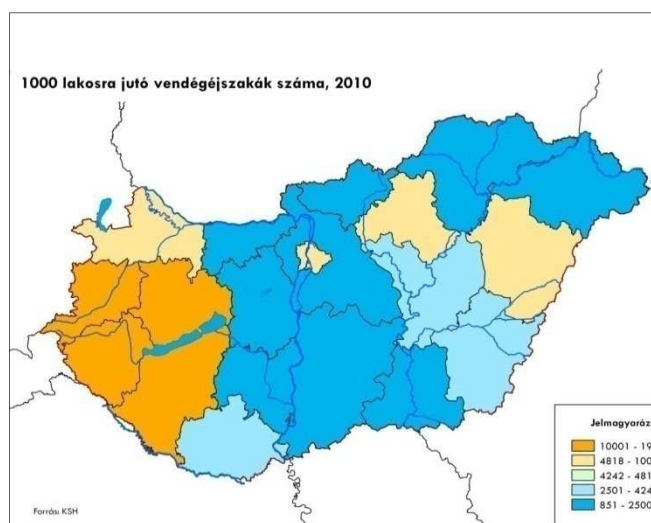 1000 lakosra jutó vendégéjszakák száma, 2010
Jelmagyaráz
10001 - 19
4818 - 100
4242 - 481
2501 - 424
851 - 2500
Forrás: KSH